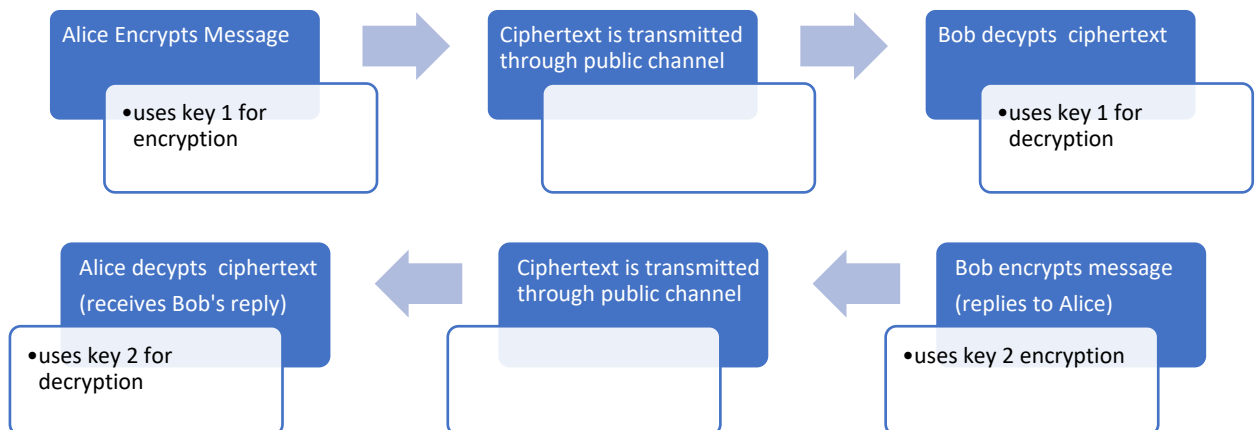 Alice Encrypts Message
•uses key 1 for
encryption
Ciphertext is transmitted
through public channel
Bob decypts ciphertext
•uses key 1 for
decryption
Alice decypts ciphertext
(receives Bob's reply)
•uses key 2 for
decryption
Ciphertext is transmitted
through public channel
Bob encrypts message
(replies to Alice)
•uses key 2 encryption